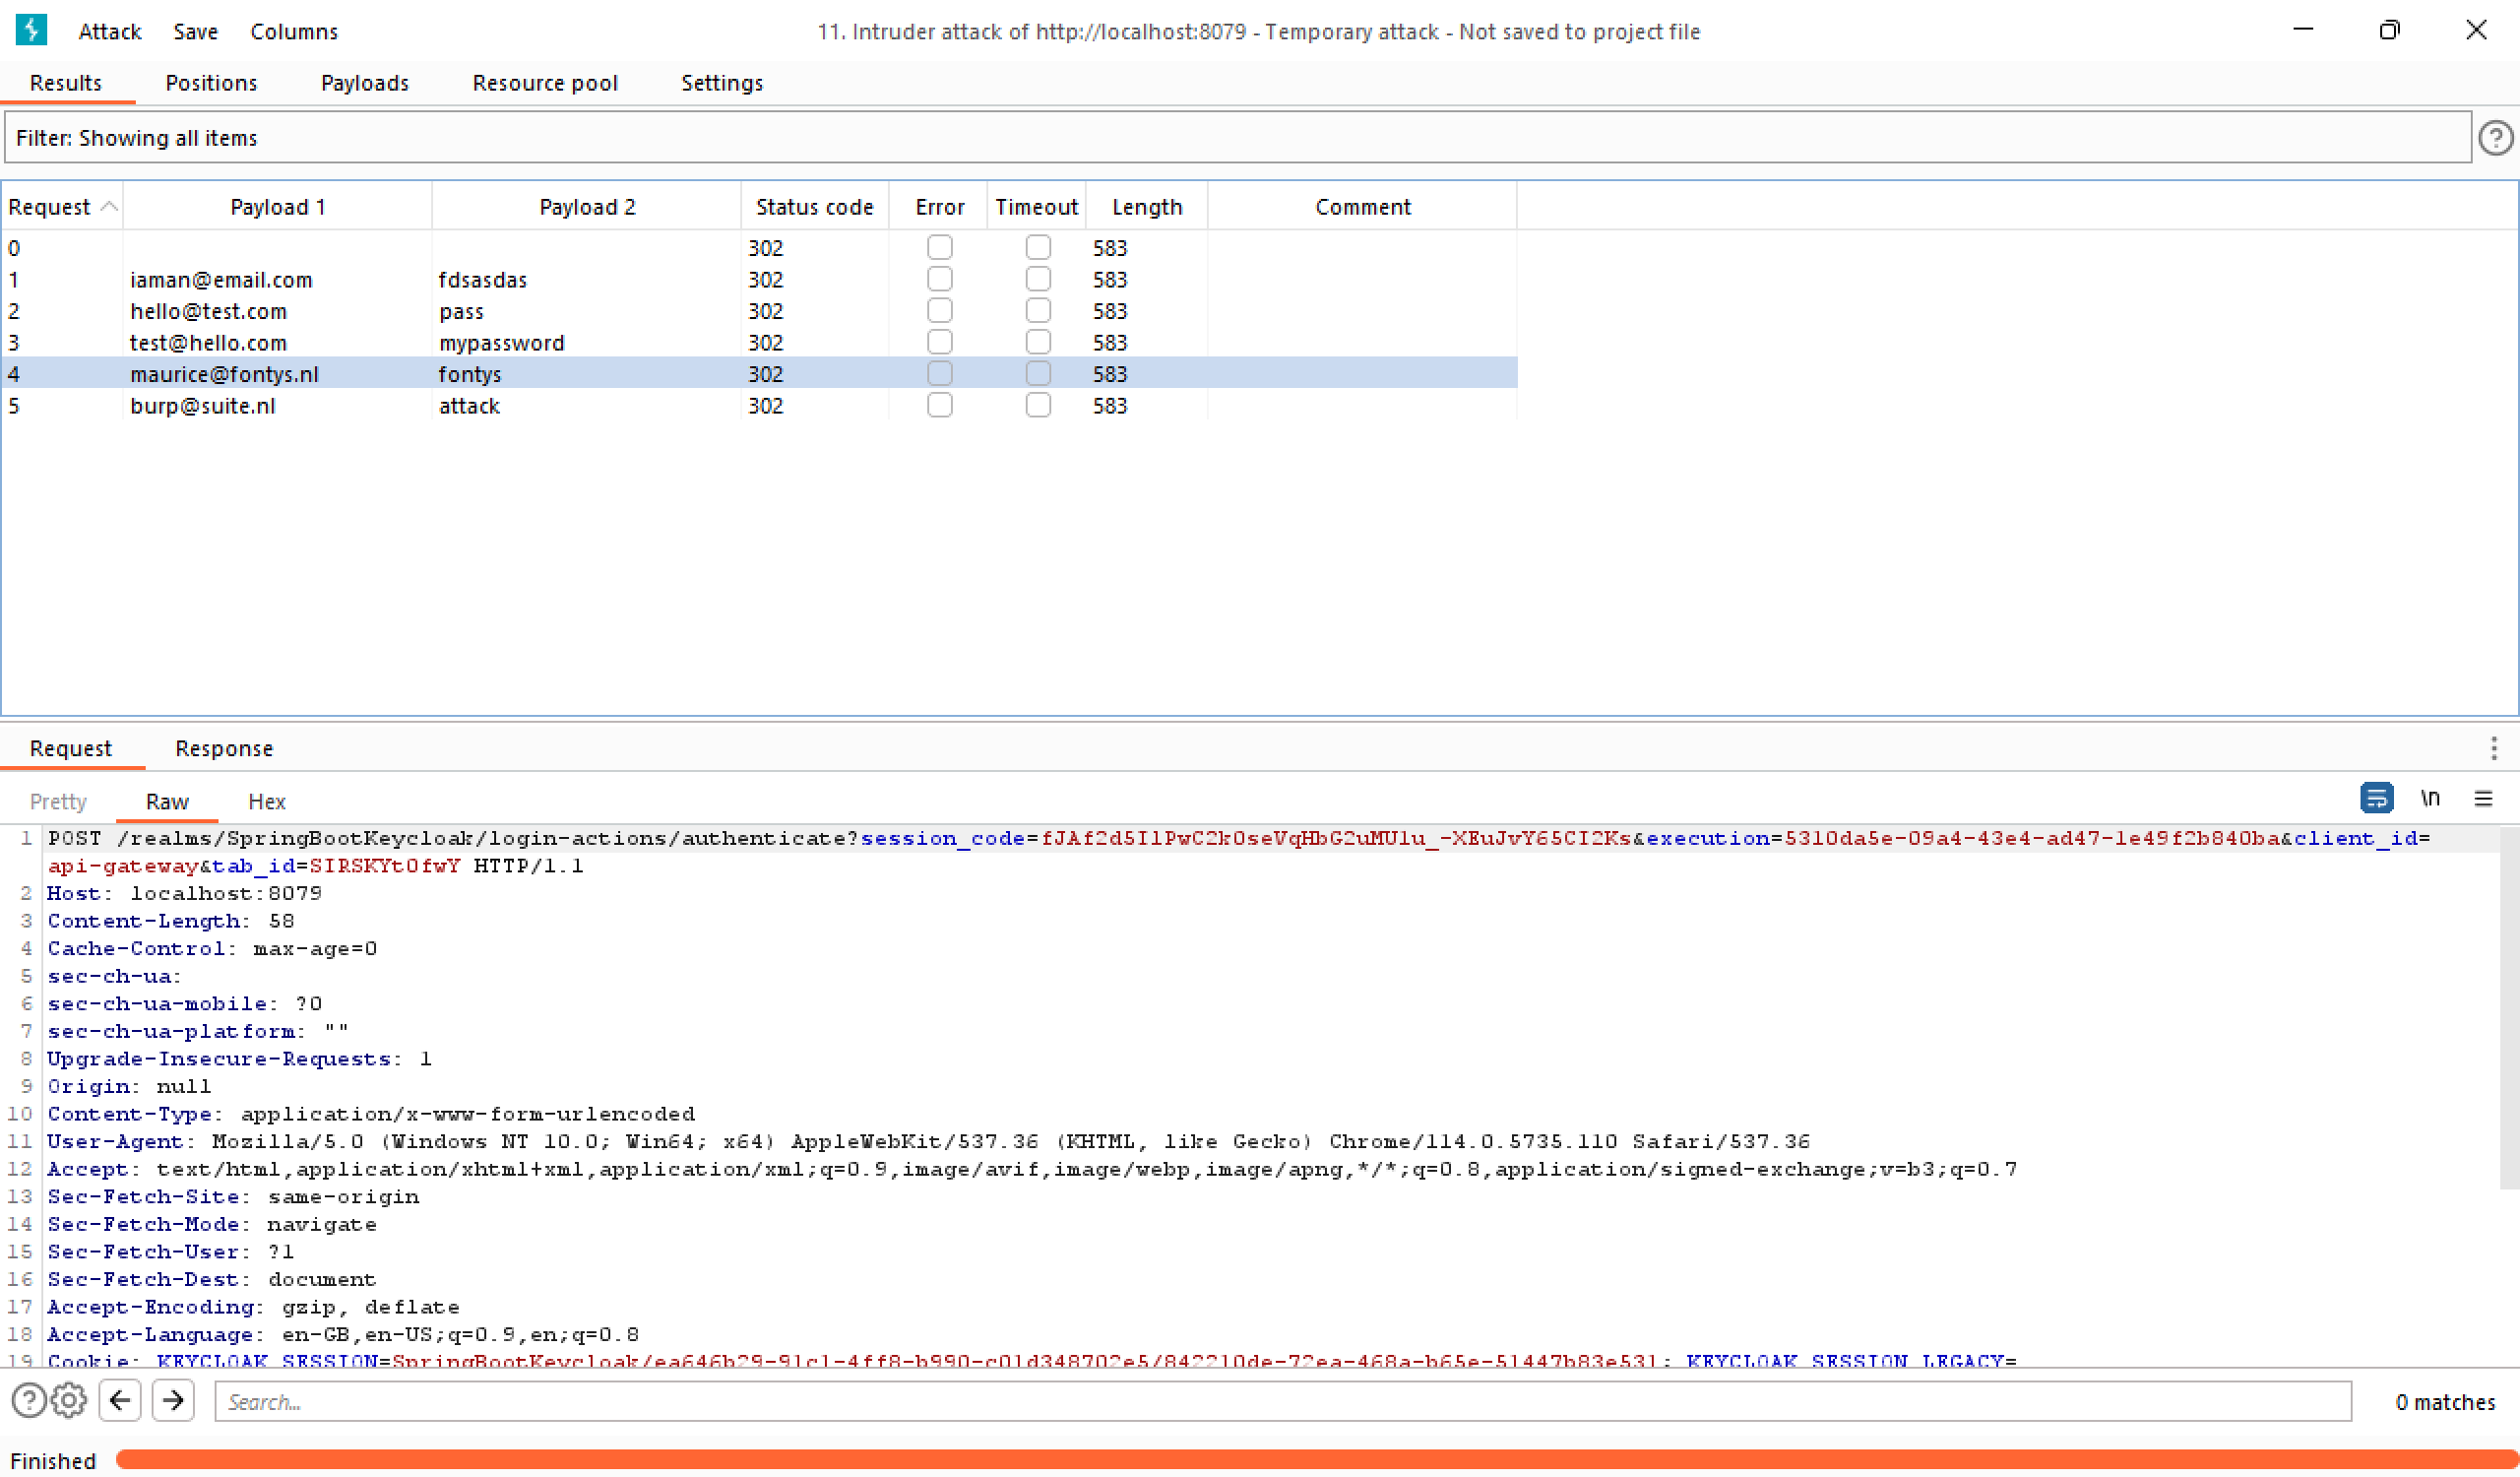 Attack Save Columns 11. Intruder attack of http://localhost:8079 - Temporary attack - Not saved to project file
Results Positions Payloads Resource pool Settings
Filter: Showing all items
Request Payload 1 Payload 2 Status code Error Timeout Length Comment
0 302 583
1 iaman@email.com fdsasdas 302 583
2 hello@test.com pass 302 583
3 test@hello.com mypassword 302 583
4 maurice@fontys.nl fontys 302 583
5 burp@suite.nl attack 302 583
Request Response
Pretty Raw Hex \n
1 POST /realms/SpringBootKeycloak/login-actions/authenticate?session_code=fJAf2d5IlPwC2kOseVqHbG2uMUlu_-XEuJvY65CI2Ks&execution=5310da5e-09a4-43e4-ad47-1e49f2b840ba&client_id=
api-gateway&tab_id=SIRSKYtOfwY HTTP/1.1
2 Host: localhost:8079
3 Content-Length: 58
4 Cache-Control: max-age=0
5 sec-ch-ua:
6 sec-ch-ua-mobile: ?0
7 sec-ch-ua-platform: ""
8 Upgrade-Insecure-Requests: 1
9 Origin: null
10 Content-Type: application/x-www-form-urlencoded
11 User-Agent: Mozilla/5.0 (Windows NT 10.0; Win64; x64) AppleWebKit/537.36 (KHTML, like Gecko) Chrome/114.0.5735.110 Safari/537.36
12 Accept: text/html,application/xhtml+xml,application/xml;q=0.9,image/avif,image/webp,image/apng,*/*;q=0.8,application/signed-exchange;v=b3;q=0.7
13 Sec-Fetch-Site: same-origin
14 Sec-Fetch-Mode: navigate
15 Sec-Fetch-User: ?1
16 Sec-Fetch-Dest: document
17 Accept-Encoding: gzip, deflate
18 Accept-Language: en-GB,en-US;q=0.9,en;q=0.8
19 Cookie: KEYCLOAK_SESSION=SpringBootKeycloak/ea646b29-91c1-4ff8-b990-c01d348702e5/842210de-72ea-468a-b65e-51447b83e531; KEYCLOAK_SESSION_LEGACY=
Search... 0 matches
Finished